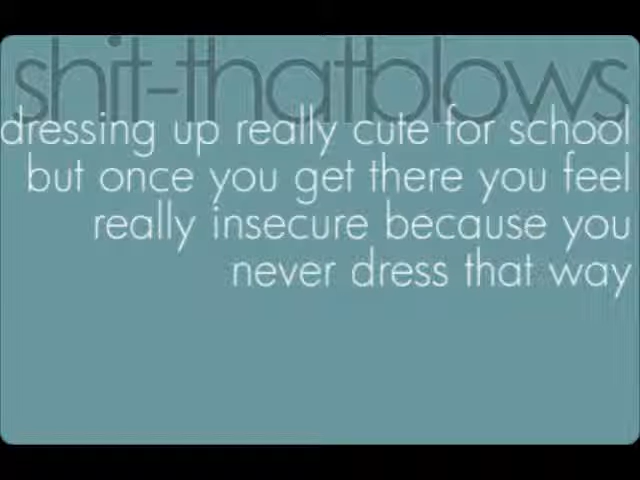 shit-thatblows
dressing up really cute for school
but once you get there you feel
really insecure because you
never dress that way